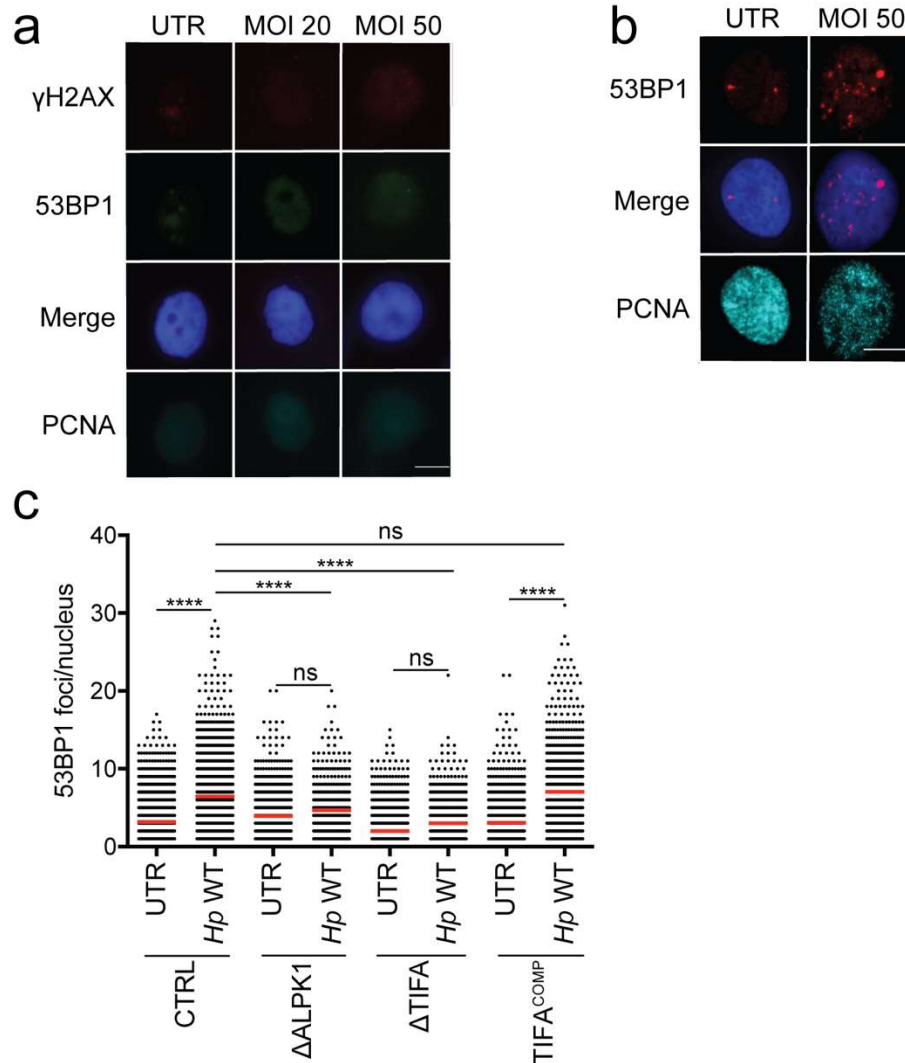 a
UTR MOI 20 MOI 50
γH2AX
53BP1
Merge
PCNA
b
UTR MOI 50
53BP1
Merge
PCNA
c
53BP1 foci/nucleus
40
30
20
10
0
ns
****
****
****
****
ns
ns
UTR Hp WT UTR Hp WT UTR Hp WT UTR Hp WT
CTRL ΔALPK1 ΔTIFA TIFACOMP